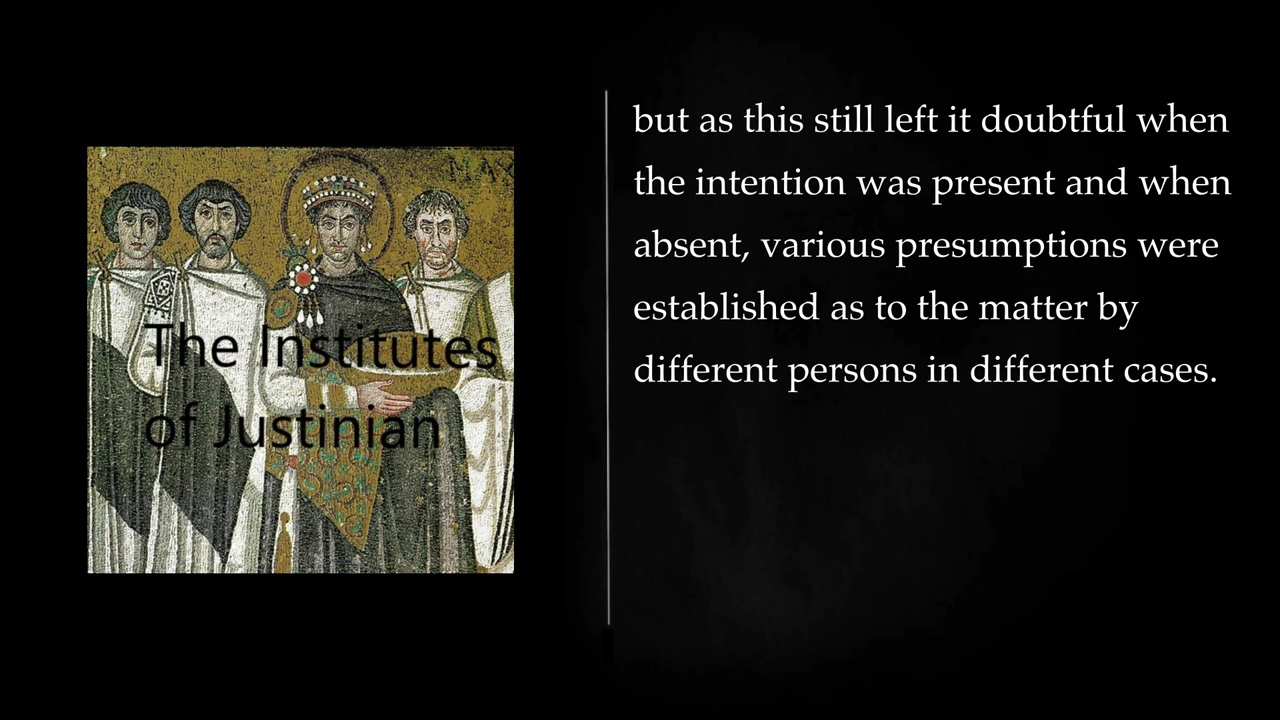 The Institutes
of Justinian
but as this still left it doubtful when
the intention was present and when
absent, various presumptions were
established as to the matter by
different persons in different cases.